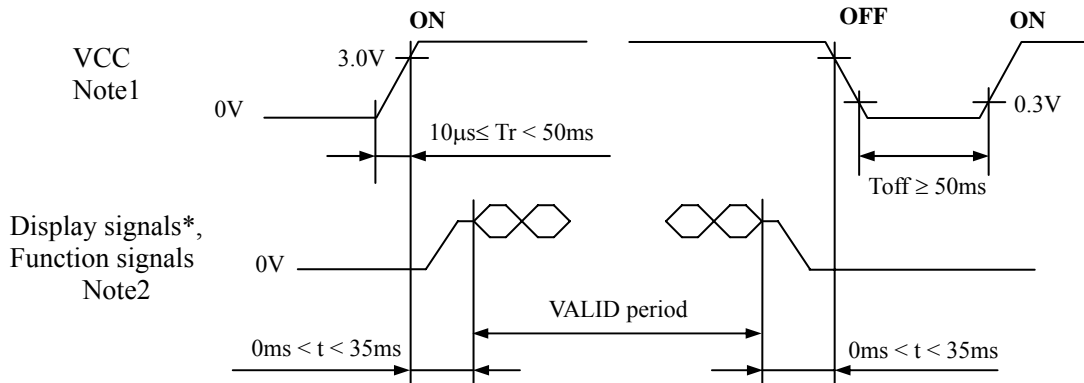 ON
OFF
ON
VCC
Note1
3.0V
0V
0.3V
10μs≤ Tr < 50ms
Toff ≥ 50ms
Display signals*,
Function signals
Note2
0V
VALID period
0ms < t < 35ms
0ms < t < 35ms